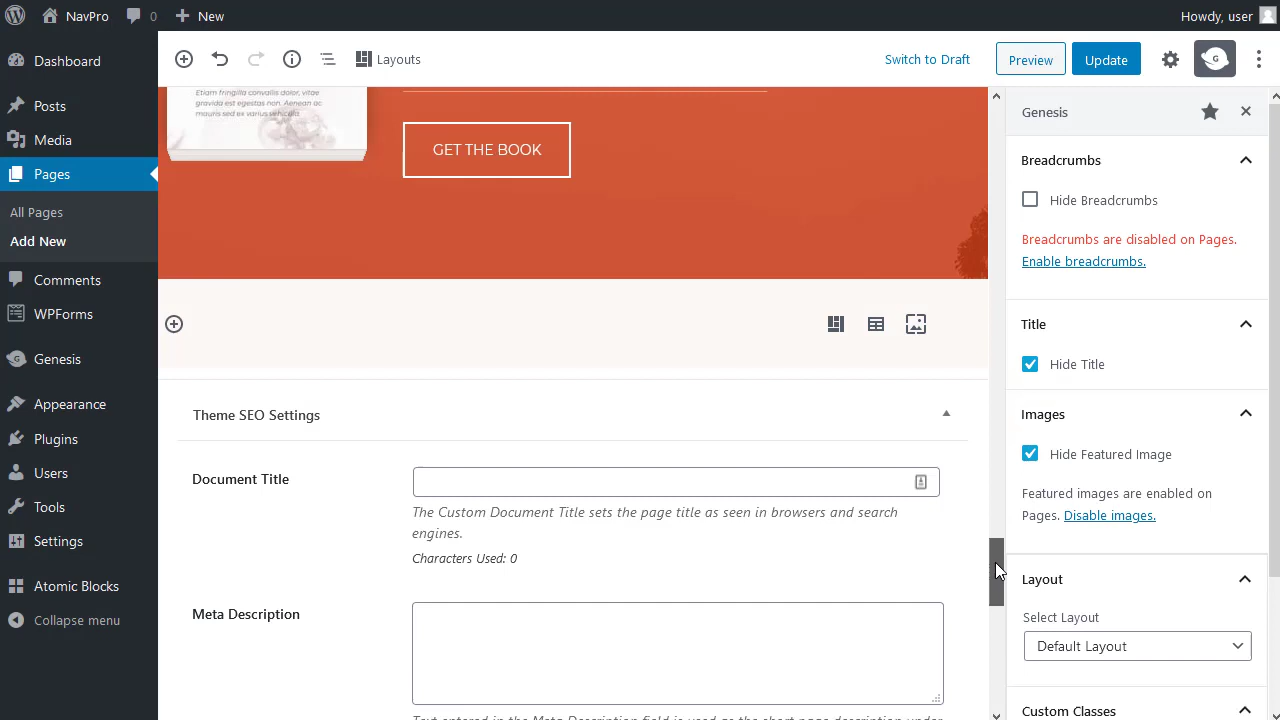 NavPro
0
New
Howdy, user
Dashboard
Posts
Media
Pages
All Pages
Add New
Comments
WPForms
Genesis
Appearance
Plugins
Users
Tools
Settings
Atomic Blocks
Collapse menu
Layouts
Switch to Draft
Preview
Update
G
Etiam fringilla convallis dolor, vitae
gravida est egestas non. Aenean ac
mauris sed ex varius vehicula.
GET THE BOOK
Theme SEO Settings
Document Title
The Custom Document Title sets the page title as seen in browsers and search
engines.
Characters Used: 0
Meta Description
Text entered in the Meta Description field is used as the short page description under
Genesis
Breadcrumbs
Hide Breadcrumbs
Breadcrumbs are disabled on Pages.
Enable breadcrumbs.
Title
Hide Title
Images
Hide Featured Image
Featured images are enabled on
Pages. Disable images.
Layout
Select Layout
Default Layout
Custom Classes